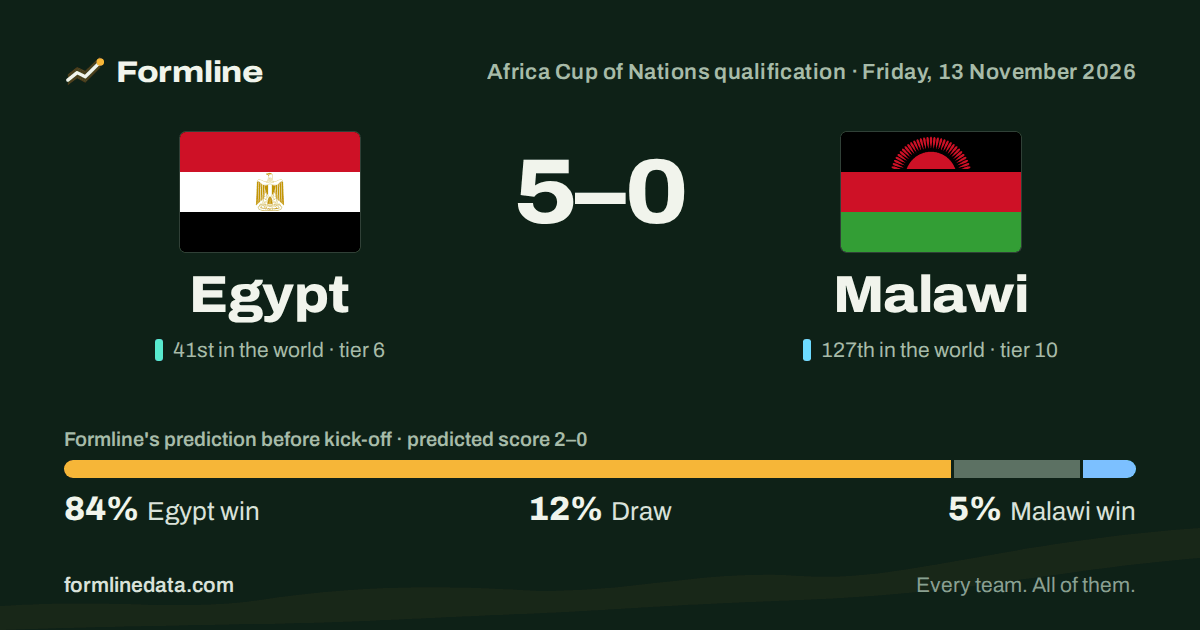 Formline
Africa Cup of Nations qualification · Friday, 13 November 2026
5–0
Egypt
Malawi
41st in the world · tier 6
127th in the world · tier 10
Formline's prediction before kick-off · predicted score 2–0
84% Egypt win
12% Draw
5% Malawi win
formlinedata.com
Every team. All of them.